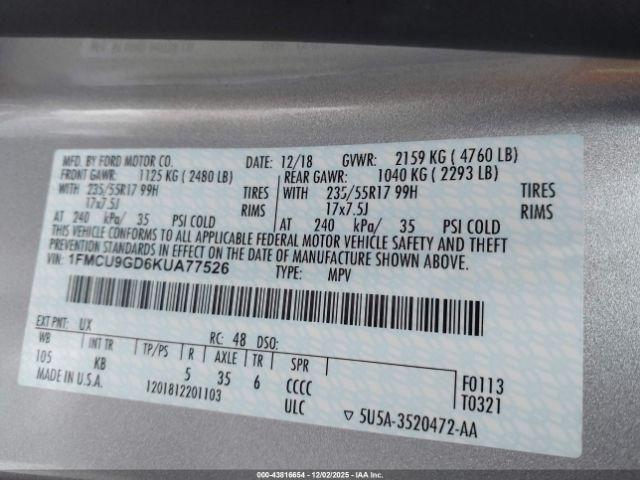 MFD. BY FORD MOTOR CO. DATE: 12/18 GVWR: 2159 KG ( 4760 LB)
FRONT GAWR: 1125 KG ( 2480 LB) REAR GAWR: 1040 KG ( 2293 LB)
WITH 235/55R17 99H TIRES WITH 235/55R17 99H TIRES
17x7.5J RIMS 17x7.5J RIMS
AT 240 kPa/ 35 PSI COLD AT 240 kPa/ 35 PSI COLD
THIS VEHICLE CONFORMS TO ALL APPLICABLE FEDERAL MOTOR VEHICLE SAFETY AND THEFT
PREVENTION STANDARDS IN EFFECT ON THE DATE OF MANUFACTURE SHOWN ABOVE.
VIN: 1FMCU9GD6KUA77526 TYPE: MPV
EXT PNT: UX RC: 48 DSO:
WB INT TR TP/PS R AXLE TR SPR
105 KB 5 35 6 CCCC F0113
MADE IN U.S.A. 1201812201103 ULC T0321
5U5A-3520472-AA
000-43816654 - 12/02/2025 - IAAI.COM